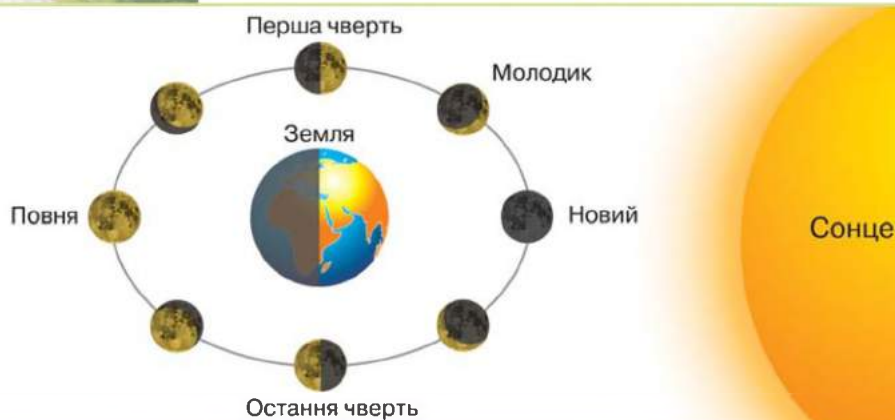 Перша чверть
Молодик
Земля
Повня
Новий
Сонце
Остання чверть